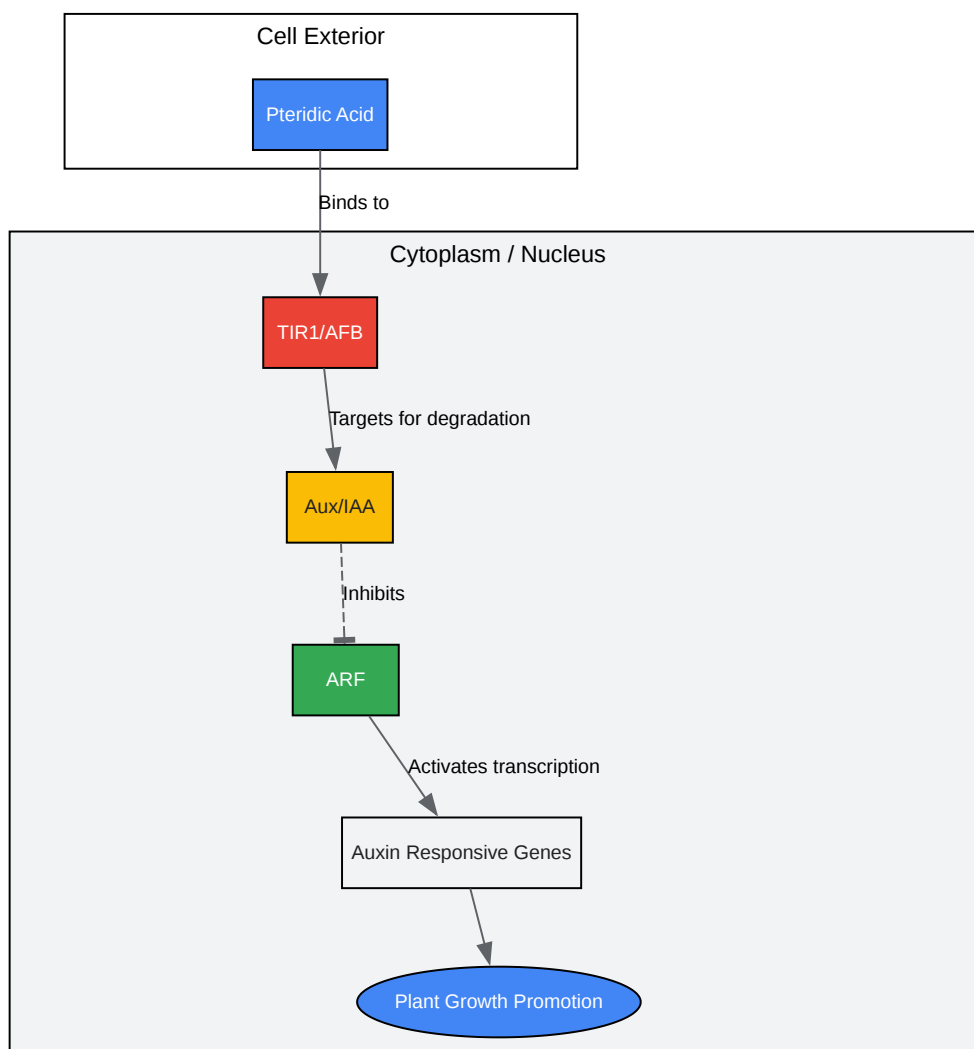 Cell Exterior
Pteridic Acid
Binds to
Cytoplasm / Nucleus
TIR1/AFB
Targets for degradation
Aux/IAA
Inhibits
ARF
Activates transcription
Auxin Responsive Genes
Plant Growth Promotion